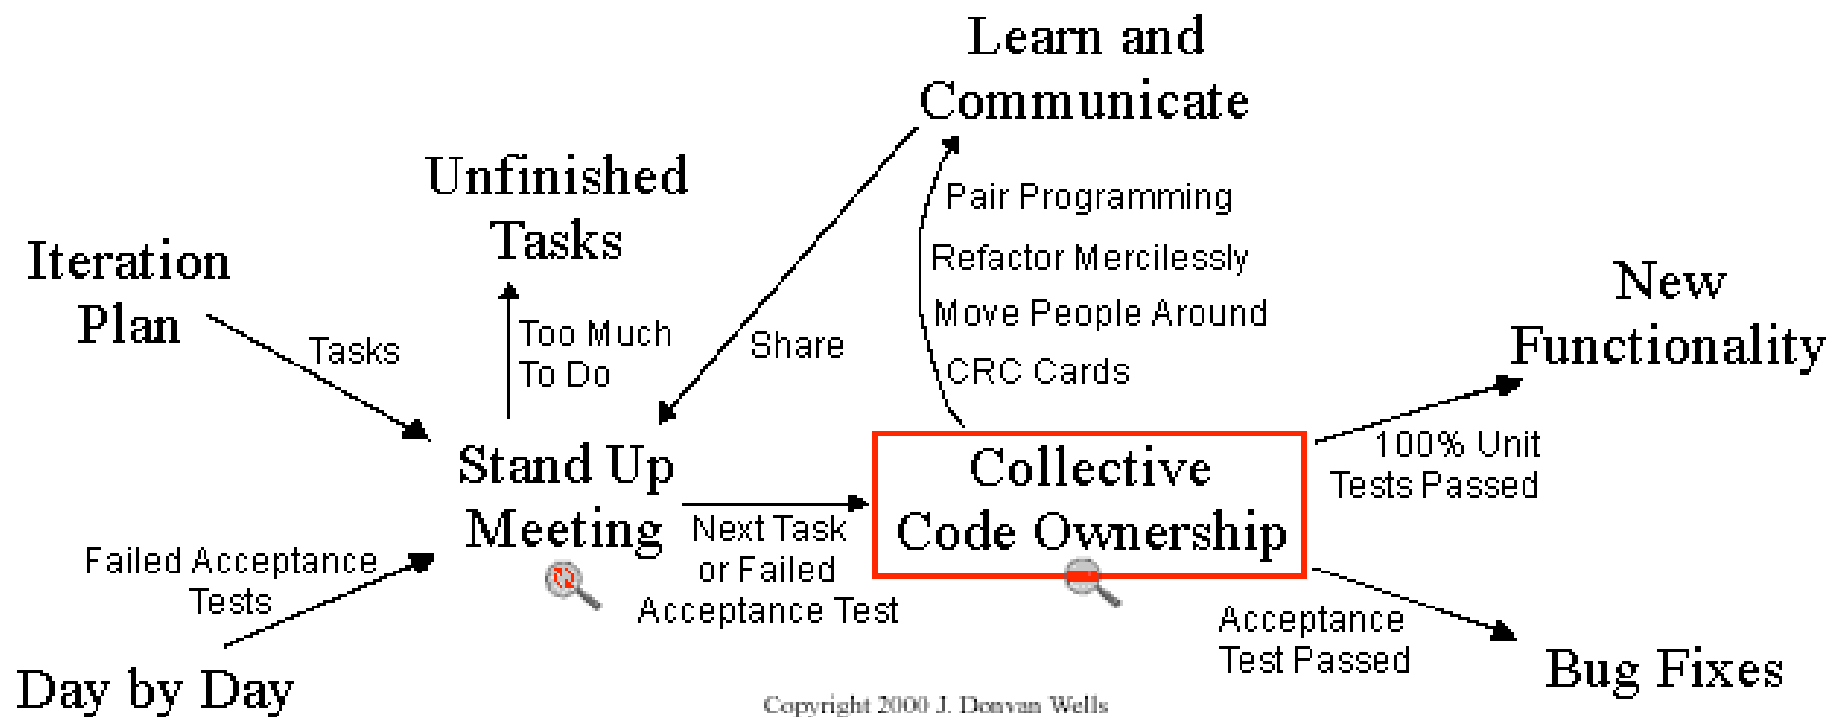 Learn and
Communicate
Unfinished
Tasks
Pair Programming
Refactor Mercilessly
Move People Around
CRC Cards
Iteration
Plan
New
Functionality
Tasks
Too Much
To Do
Share
Stand Up
Meeting
Collective
Code Ownership
100% Unit
Tests Passed
Next Task
or Failed
Acceptance Test
Failed Acceptance
Tests
Acceptance
Test Passed
Day by Day
Bug Fixes
Copyright 2000 J. Donvan Wells